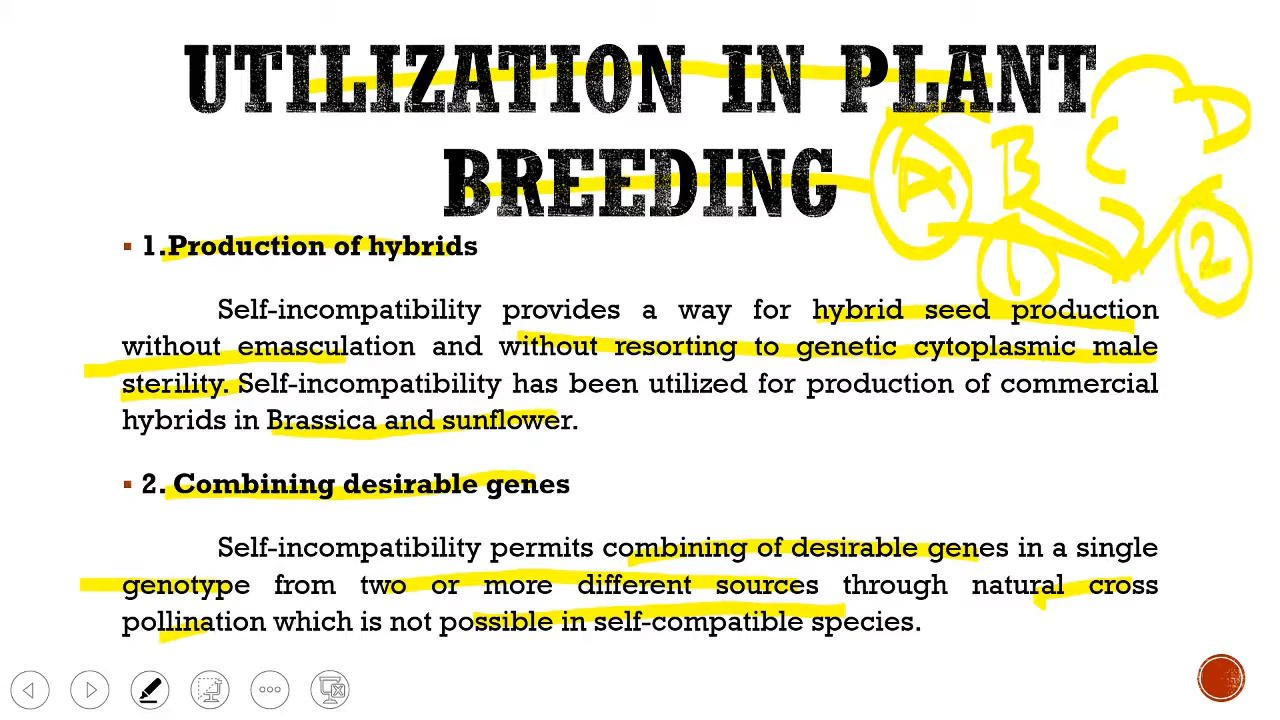 UTILIZATION IN PLANT
BREEDING
A B C D
1 2
▪ 1.Production of hybrids
Self-incompatibility provides a way for hybrid seed production
without emasculation and without resorting to genetic cytoplasmic male
sterility. Self-incompatibility has been utilized for production of commercial
hybrids in Brassica and sunflower.
▪ 2. Combining desirable genes
Self-incompatibility permits combining of desirable genes in a single
genotype from two or more different sources through natural cross
pollination which is not possible in self-compatible species.